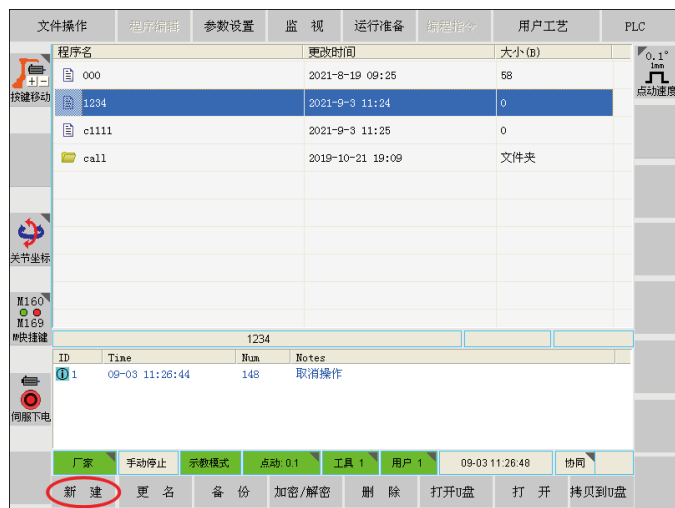 文件操作 程序编辑 参数设置 监 视 运行准备 编程指令 用户工艺 PLC
程序名 更改时间 大小(B)
000 2021-8-19 09:25 58
1234 2021-9-3 11:24 0
c1111 2021-9-3 11:25 0
call 2019-10-21 19:09 文件夹
+ -
按键移动
0.1°
1mm
点动速度
关节坐标
M160
M169
M快捷键
伺服下电
1234
ID Time Num Notes
1 09-03 11:26:44 148 取消操作
厂家 手动停止 示教模式 点动: 0.1 工具 1 用户 1 09-03 11:26:48 协同
新 建 更 名 备 份 加密/解密 删 除 打开U盘 打 开 拷贝到U盘